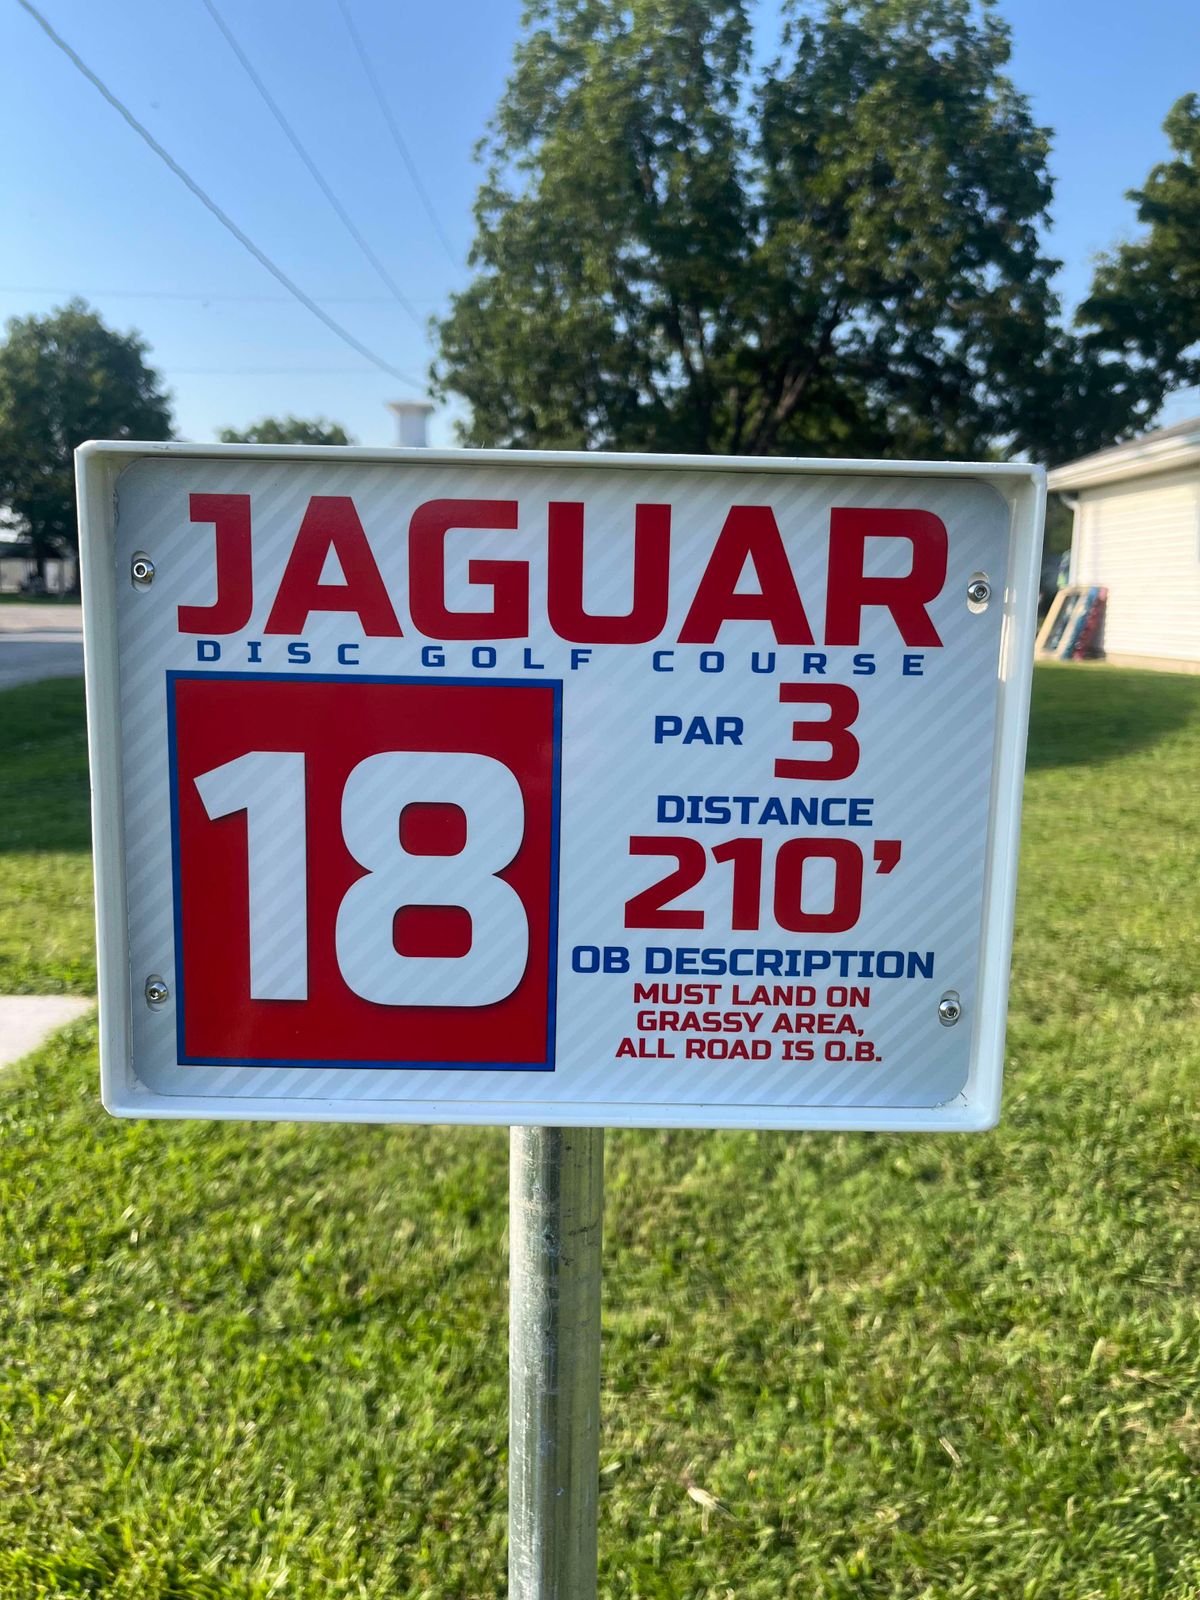 JAGUAR
DISC GOLF COURSE
18
PAR 3
DISTANCE
210'
OB DESCRIPTION
MUST LAND ON
GRASSY AREA,
ALL ROAD IS O.B.